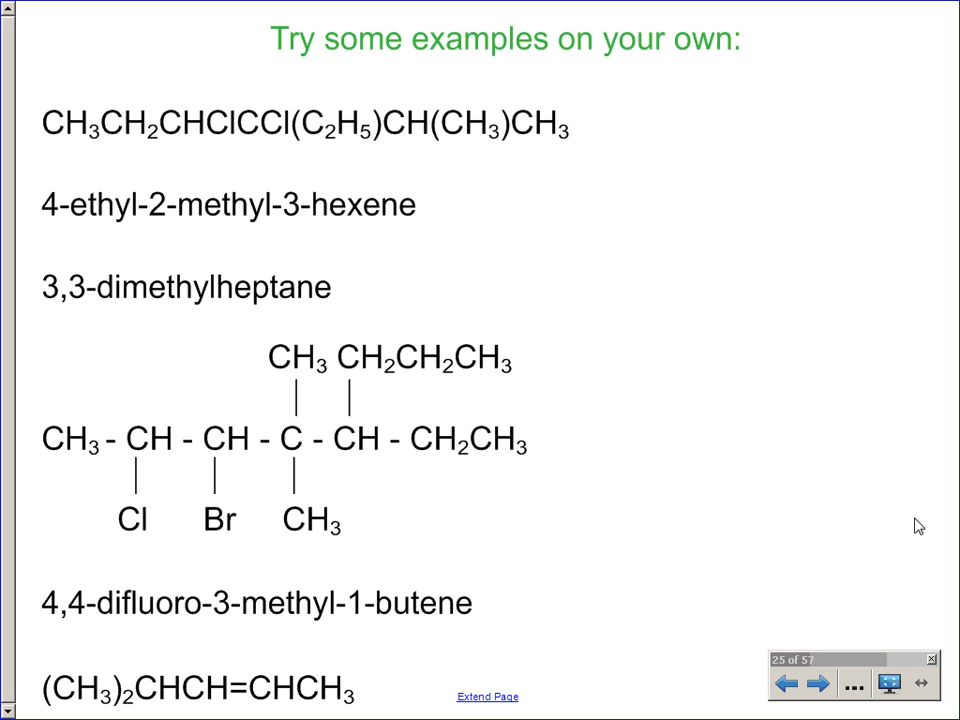 Try some examples on your own:
CH₃CH₂CHClCCl(C₂H₅)CH(CH₃)CH₃
4-ethyl-2-methyl-3-hexene
3,3-dimethylheptane
CH₃ CH₂CH₂CH₃
CH₃ - CH - CH - C - CH - CH₂CH₃
Cl Br CH₃
4,4-difluoro-3-methyl-1-butene
(CH₃)₂CHCH=CHCH₃
Extend Page
25 of 57
...